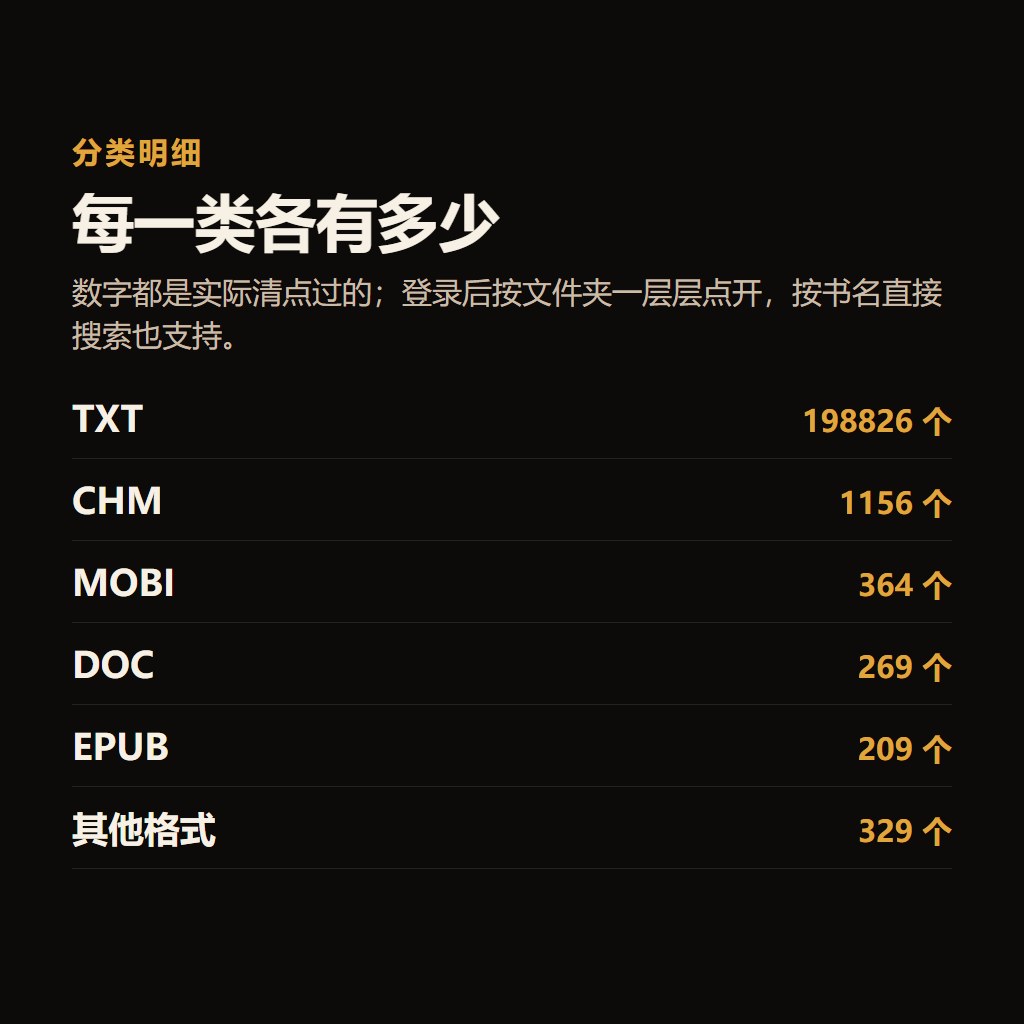 分类明细
每一类各有多少
数字都是实际清点过的；登录后按文件夹一层层点开，按书名直接
搜索也支持。
TXT 198826 个
CHM 1156 个
MOBI 364 个
DOC 269 个
EPUB 209 个
其他格式 329 个